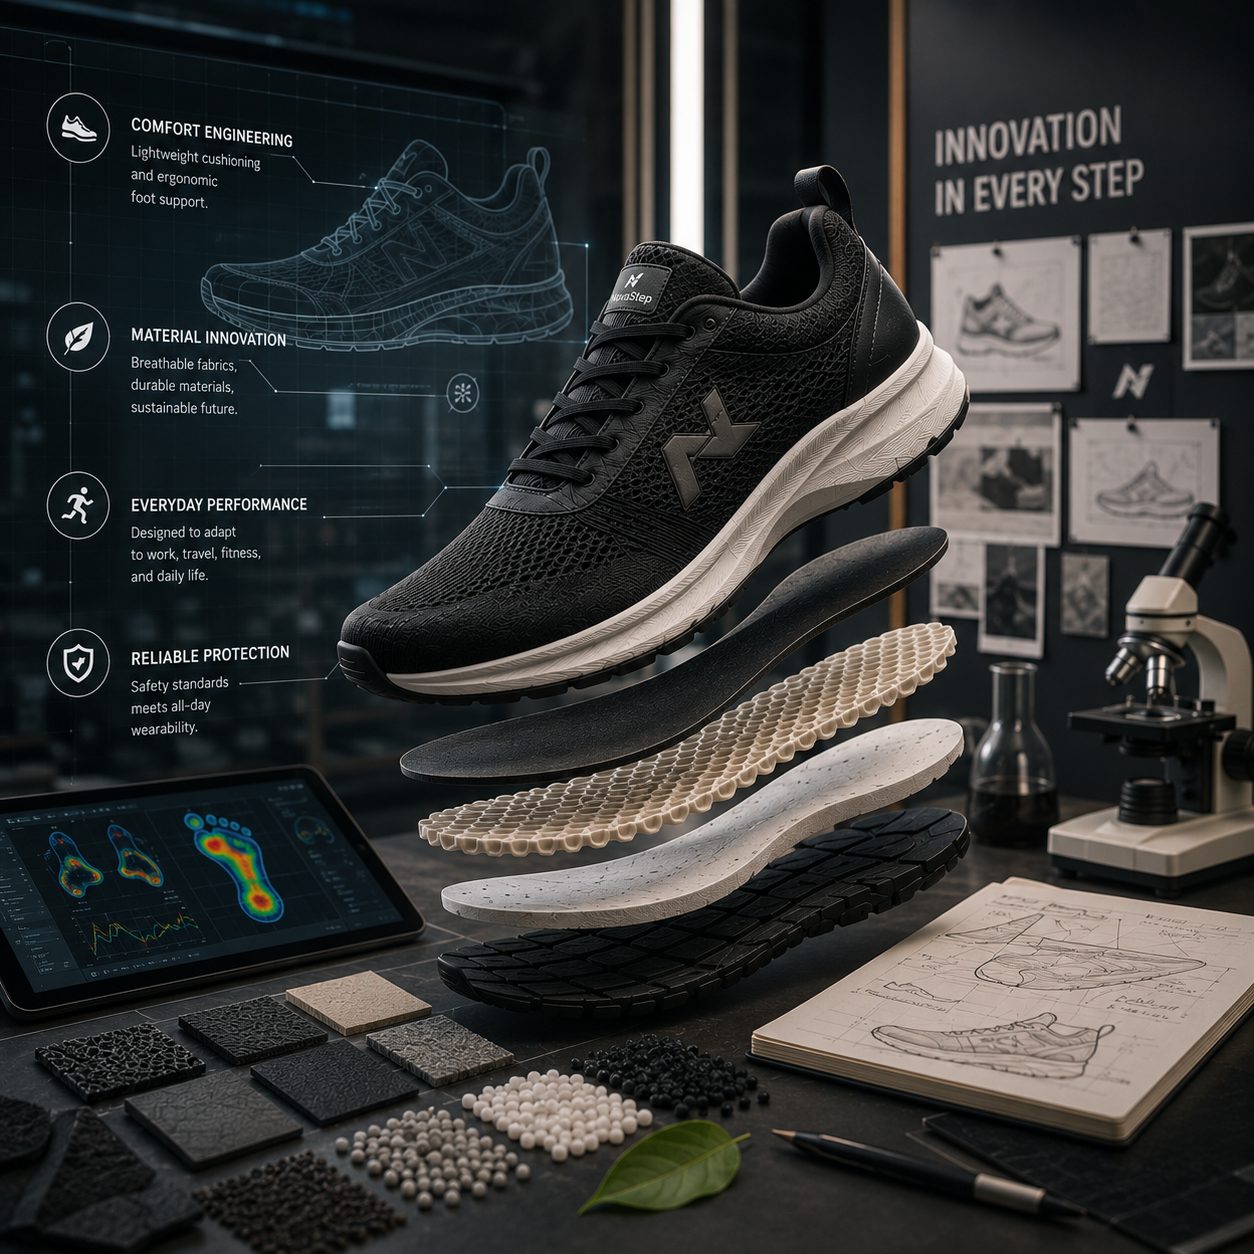 COMFORT ENGINEERING
Lightweight cushioning
and ergonomic
foot support.
MATERIAL INNOVATION
Breathable fabrics,
durable materials,
sustainable future.
EVERYDAY PERFORMANCE
Designed to adapt
to work, travel, fitness,
and daily life.
RELIABLE PROTECTION
Safety standards
meets all-day
wearability.
NovaStep
INNOVATION
IN EVERY STEP